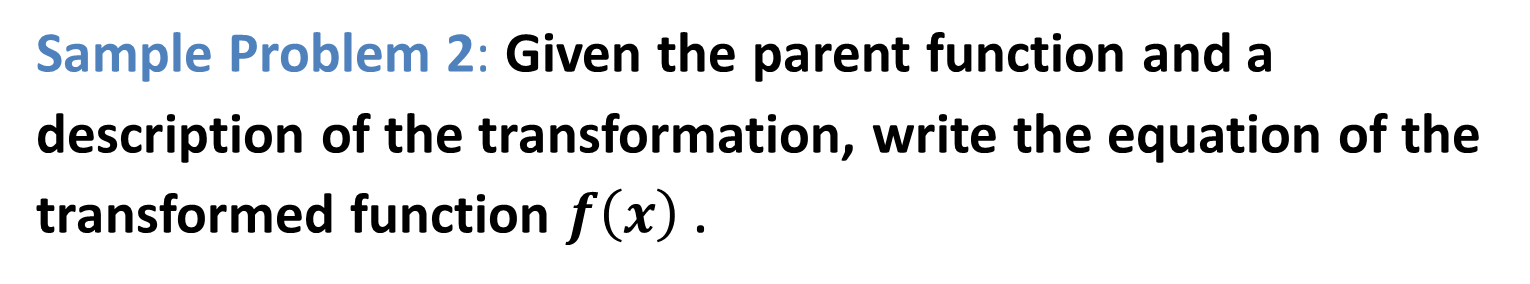 Sample Problem 2: Given the parent function and a
description of the transformation, write the equation of the
transformed function f(x) .